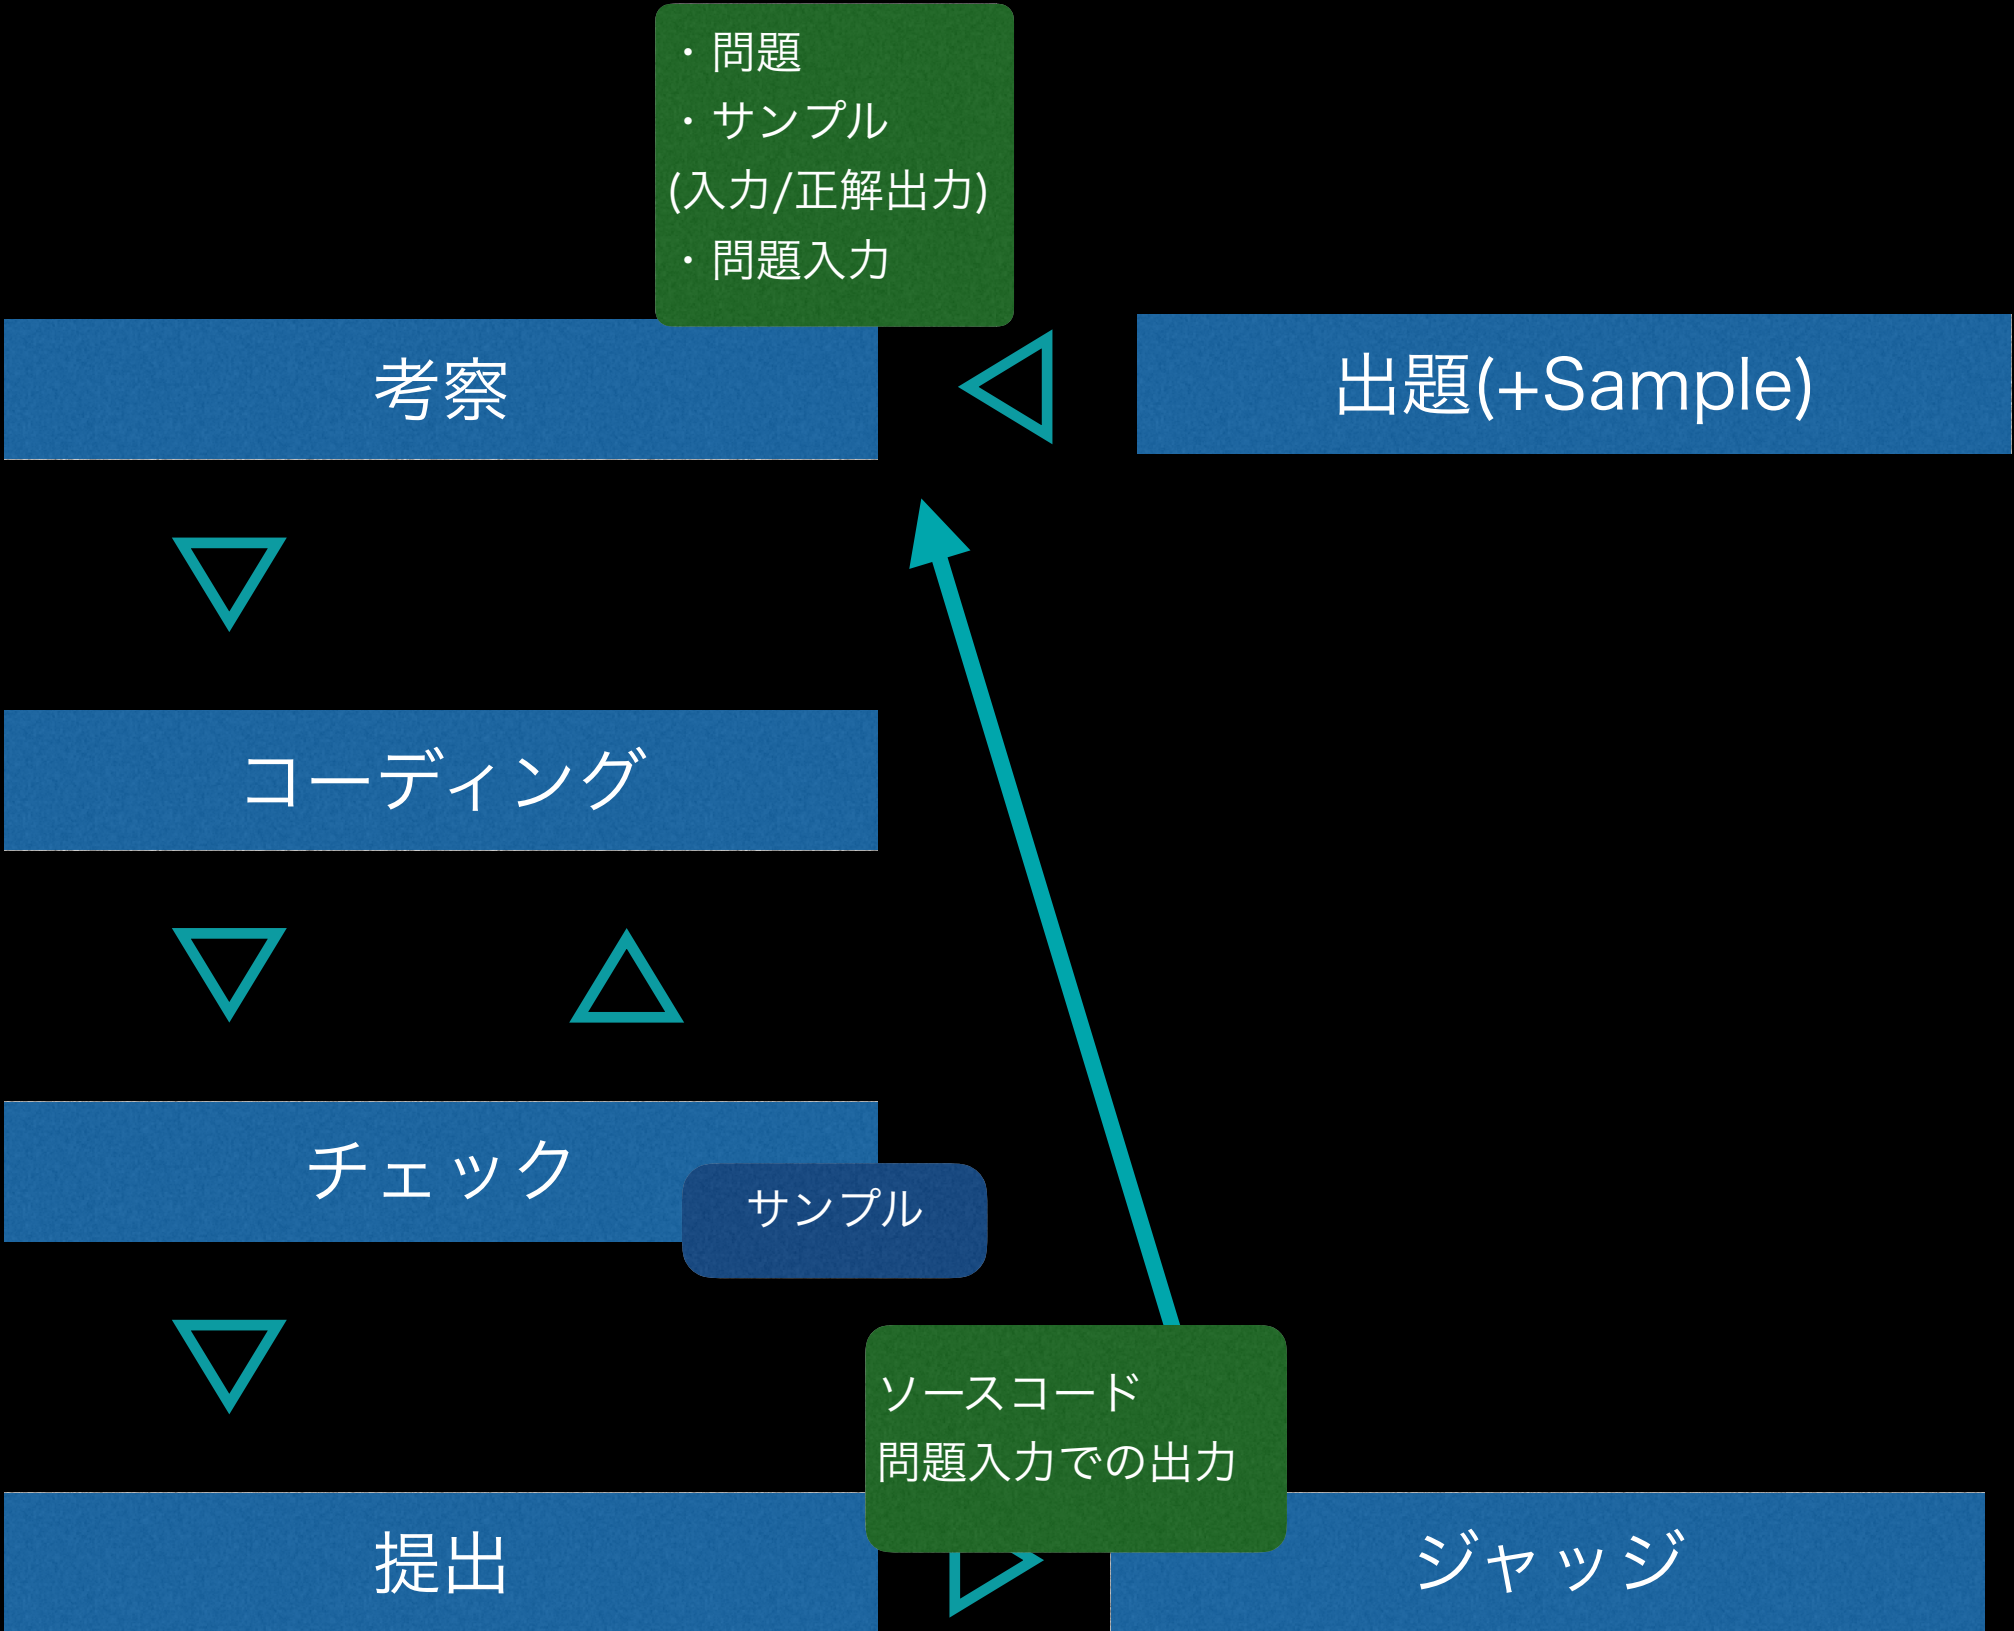 ・問題
・サンプル
(入力/正解出力)
・問題入力
考察
出題(+Sample)
コーディング
チェック
サンプル
ソースコード
問題入力での出力
提出
ジャッジ